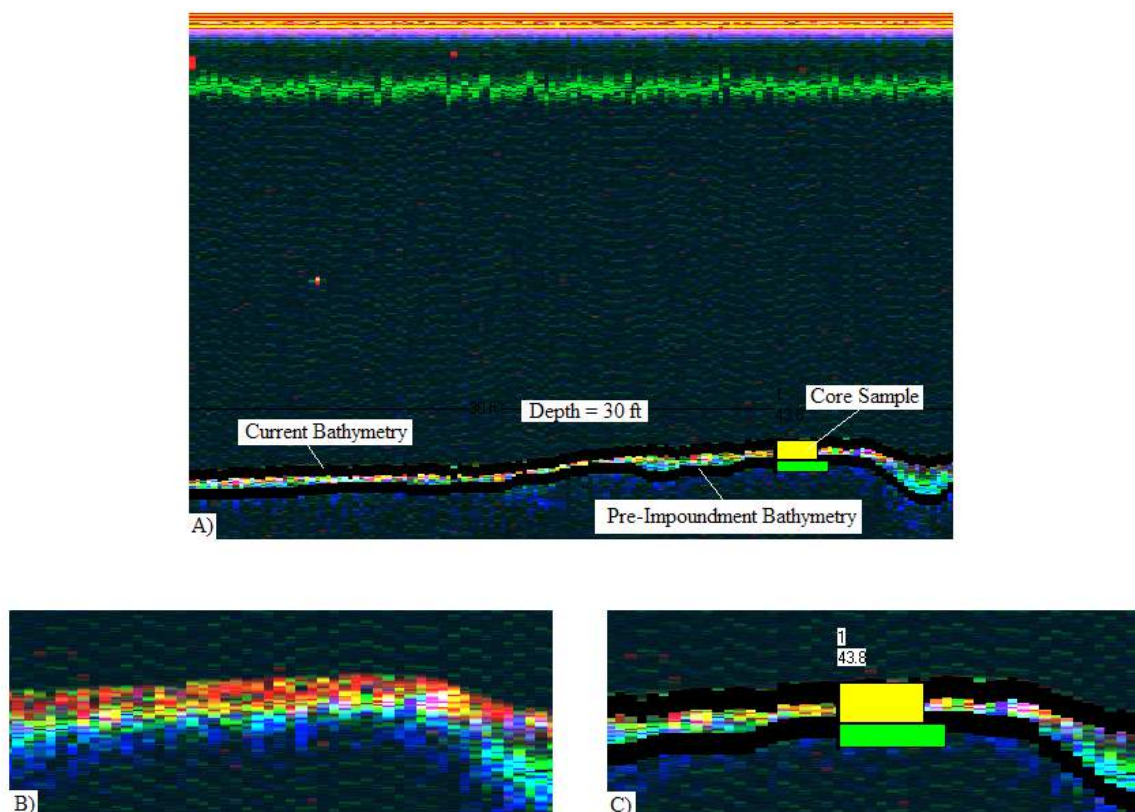 Depth = 30 ft
Core Sample
Current Bathymetry
Pre-Impoundment Bathymetry
A)
1
43.8
B)
C)